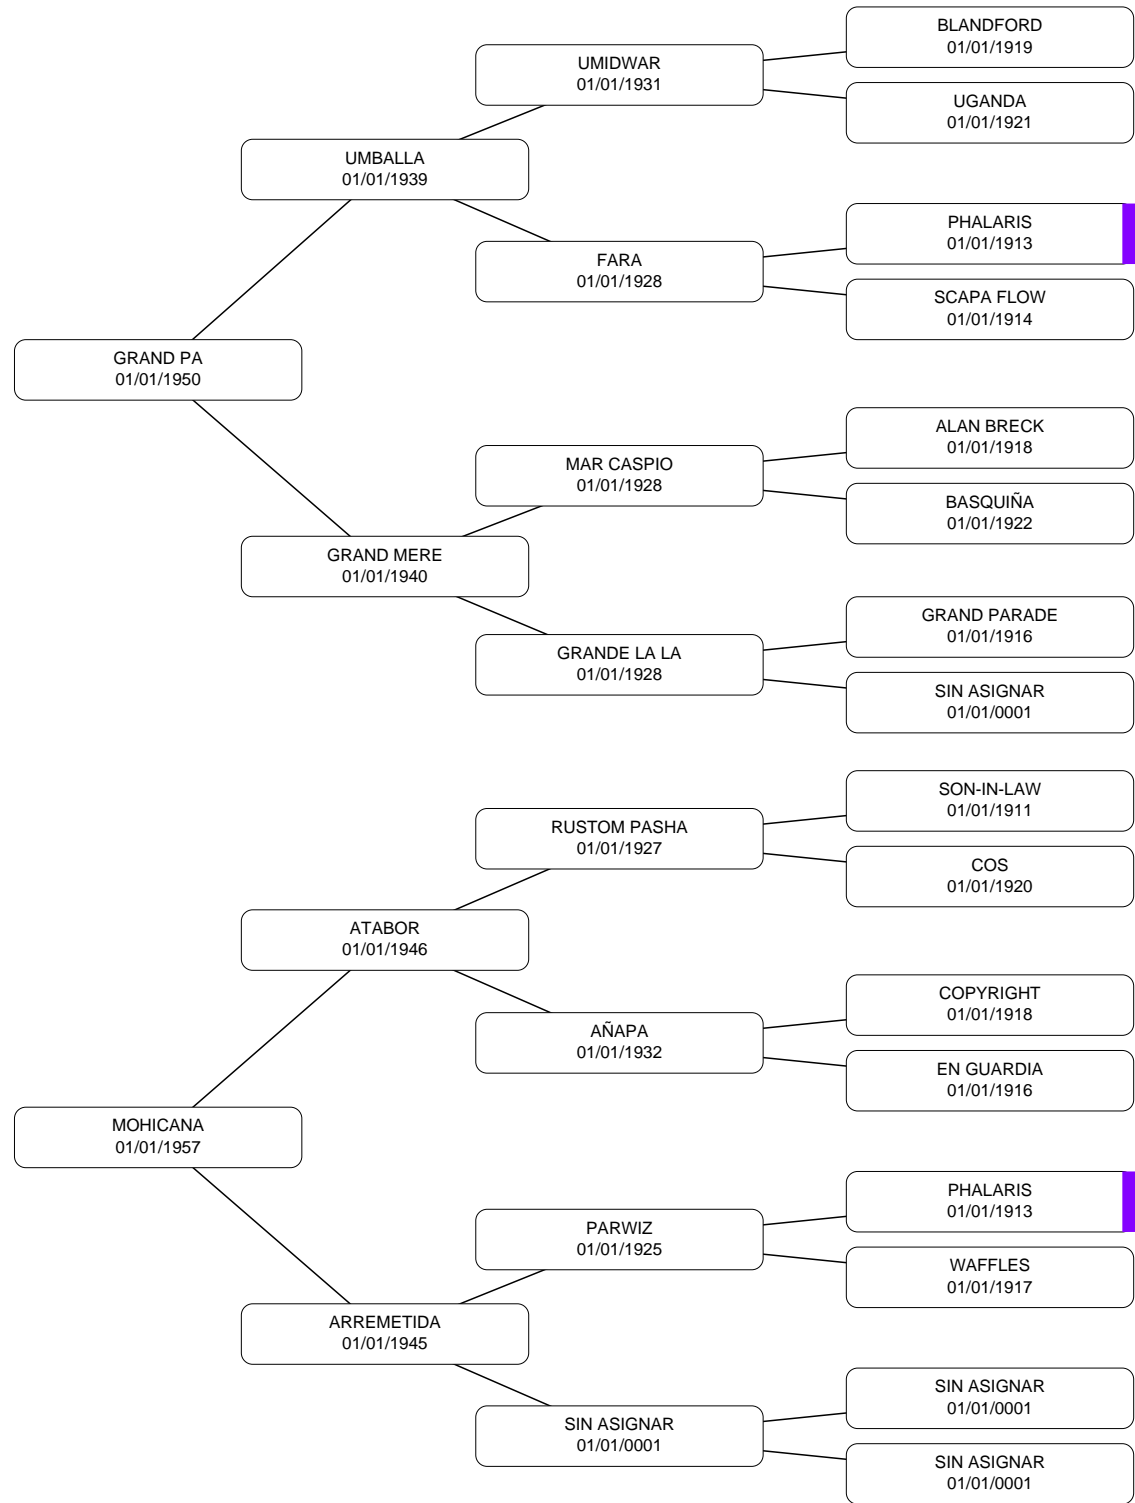 BLANDFORD
01/01/1919
UMIDWAR
01/01/1931
UGANDA
01/01/1921
UMBALLA
01/01/1939
PHALARIS
01/01/1913
FARA
01/01/1928
SCAPA FLOW
01/01/1914
GRAND PA
01/01/1950
ALAN BRECK
01/01/1918
MAR CASPIO
01/01/1928
BASQUIÑA
01/01/1922
GRAND MERE
01/01/1940
GRAND PARADE
01/01/1916
GRANDE LA LA
01/01/1928
SIN ASIGNAR
01/01/0001
SON-IN-LAW
01/01/1911
RUSTOM PASHA
01/01/1927
COS
01/01/1920
ATABOR
01/01/1946
COPYRIGHT
01/01/1918
AÑAPA
01/01/1932
EN GUARDIA
01/01/1916
MOHICANA
01/01/1957
PHALARIS
01/01/1913
PARWIZ
01/01/1925
WAFFLES
01/01/1917
ARREMETIDA
01/01/1945
SIN ASIGNAR
01/01/0001
SIN ASIGNAR
01/01/0001
SIN ASIGNAR
01/01/0001